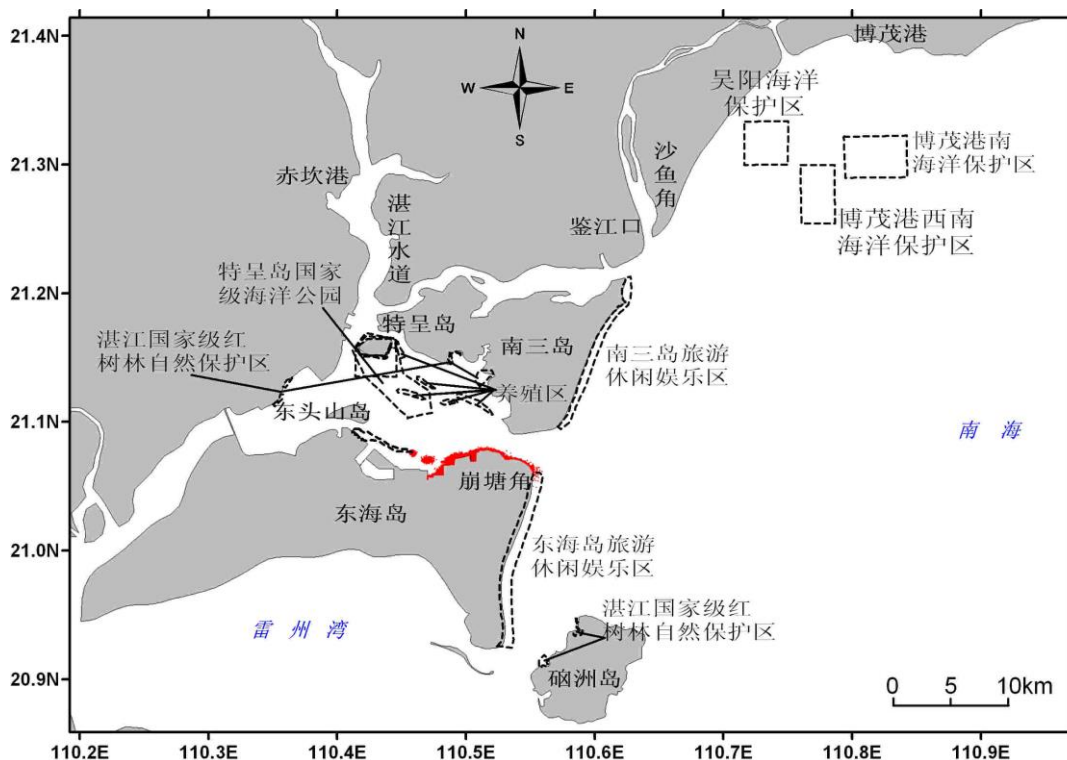 21.4N
21.3N
21.2N
21.1N
21.0N
20.9N
N
W
E
S
博茂港
吴阳海洋
保护区
博茂港南
海洋保护区
博茂港西南
海洋保护区
沙鱼角
赤坎港
湛江水道
鉴江口
特呈岛国家
级海洋公园
特呈岛
南三岛
湛江国家级红
树林自然保护区
南三岛旅游
休闲娱乐区
养殖区
东头山岛
南 海
崩塘角
东海岛
东海岛旅游
休闲娱乐区
雷 州 湾
湛江国家级红
树林自然保护区
硇洲岛
0 5 10km
110.2E 110.3E 110.4E 110.5E 110.6E 110.7E 110.8E 110.9E